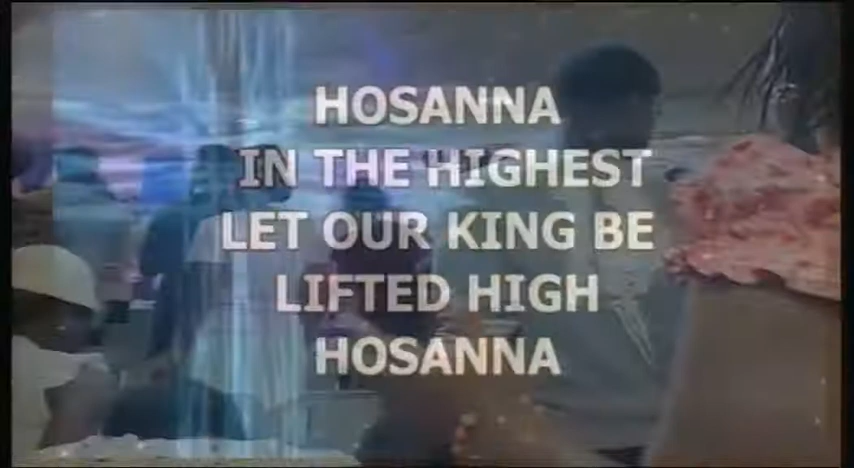 HOSANNA
IN THE HIGHEST
LET OUR KING BE
LIFTED HIGH
HOSANNA